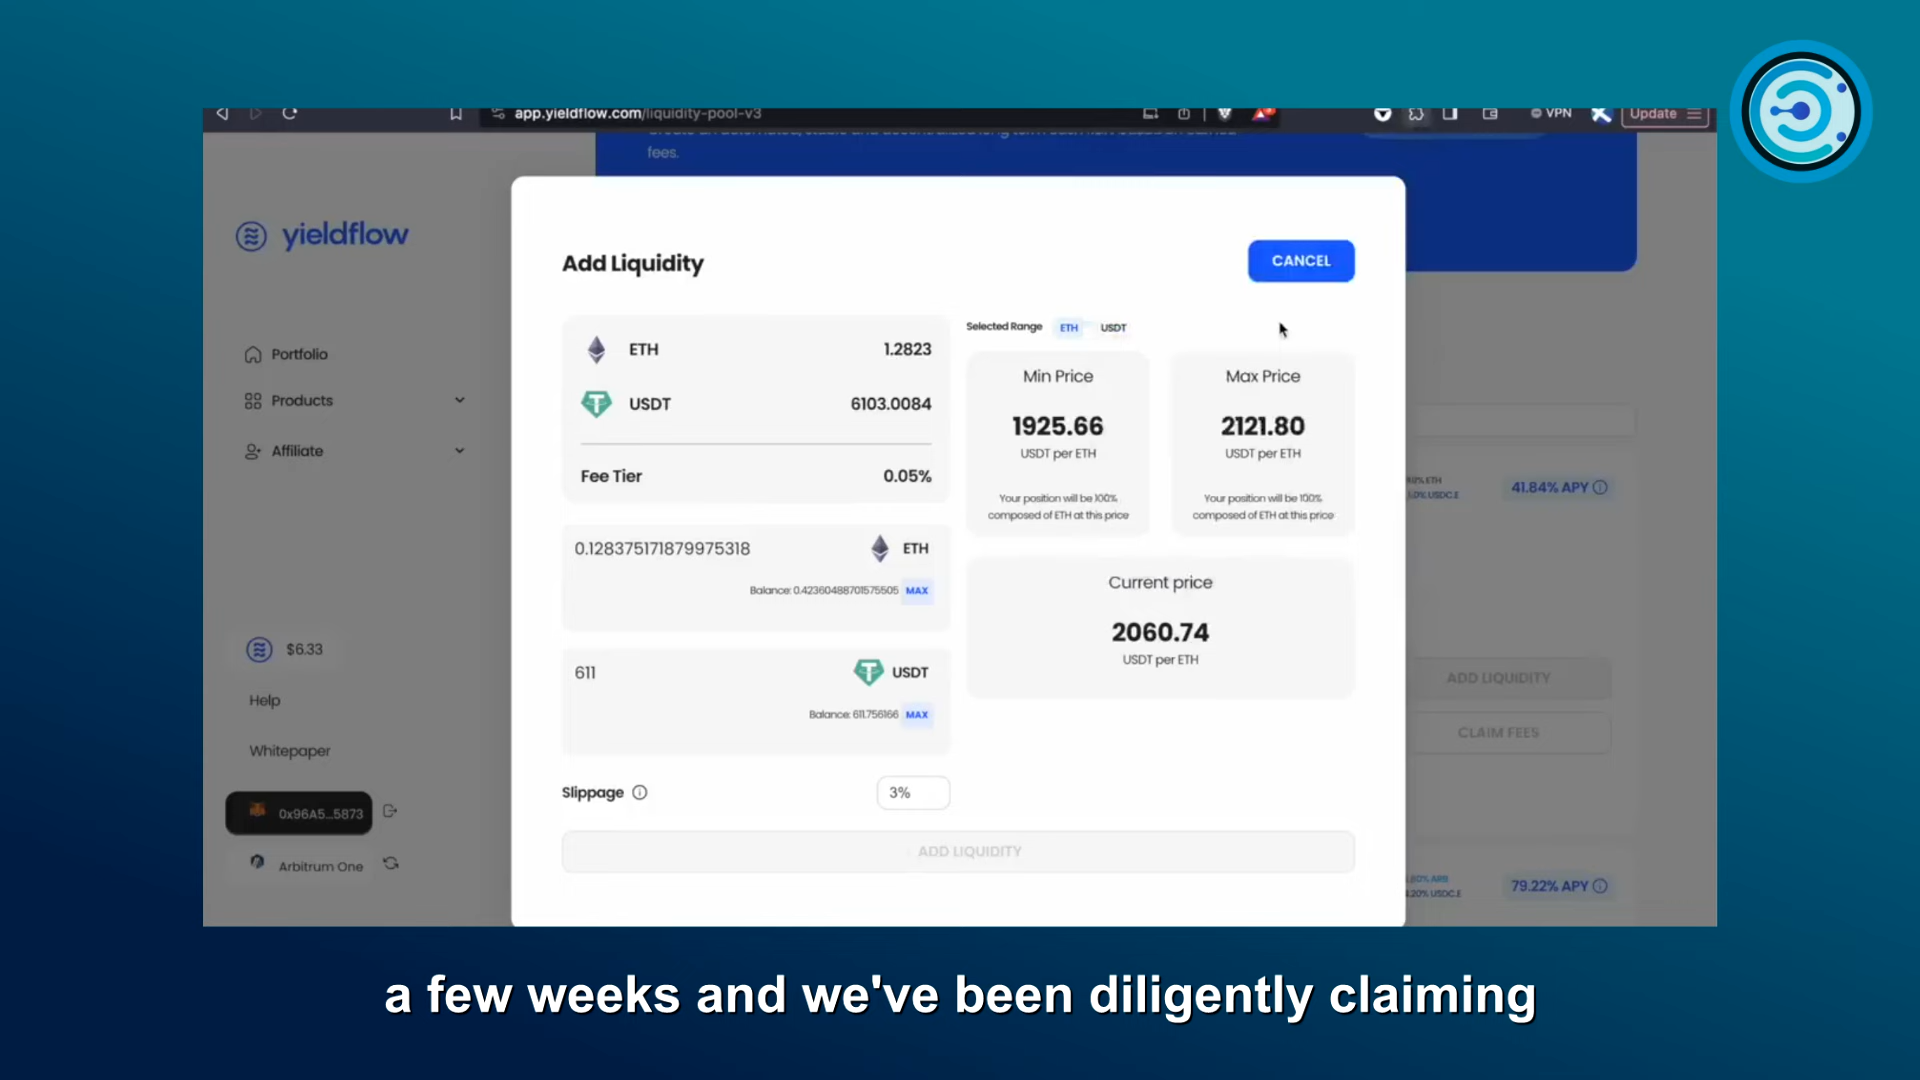 app.yieldflow.com/liquidity-pool-v3
VPN
Update
fees.
yieldflow
Portfolio
Products
Affiliate
$6.33
Help
Whitepaper
0x96A5...5873
Arbitrum One
Add Liquidity
CANCEL
ETH 1.2823
USDT 6103.0084
Fee Tier 0.05%
0.128375171879975318 ETH
Balance: 0.42360488701575505 MAX
611 USDT
Balance: 611.756166 MAX
Slippage 3%
ADD LIQUIDITY
Selected Range ETH USDT
Min Price
1925.66
USDT per ETH
Your position will be 100%
composed of ETH at this price
Max Price
2121.80
USDT per ETH
Your position will be 100%
composed of ETH at this price
Current price
2060.74
USDT per ETH
41.84% APY
ADD LIQUIDITY
CLAIM FEES
79.22% APY
a few weeks and we've been diligently claiming